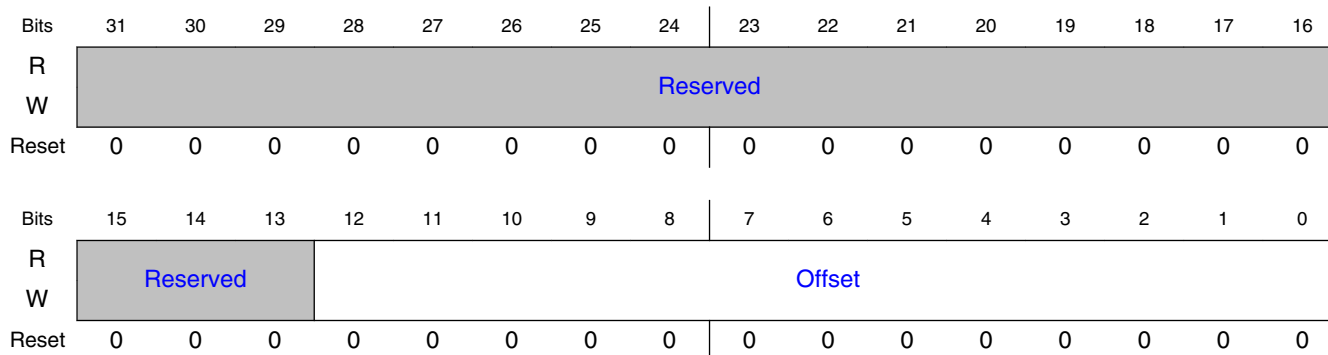 Bits 31 30 29 28 27 26 25 24 23 22 21 20 19 18 17 16
R
Reserved
W
Reset 0 0 0 0 0 0 0 0 0 0 0 0 0 0 0 0
Bits 15 14 13 12 11 10 9 8 7 6 5 4 3 2 1 0
R
Reserved Offset
W
Reset 0 0 0 0 0 0 0 0 0 0 0 0 0 0 0 0